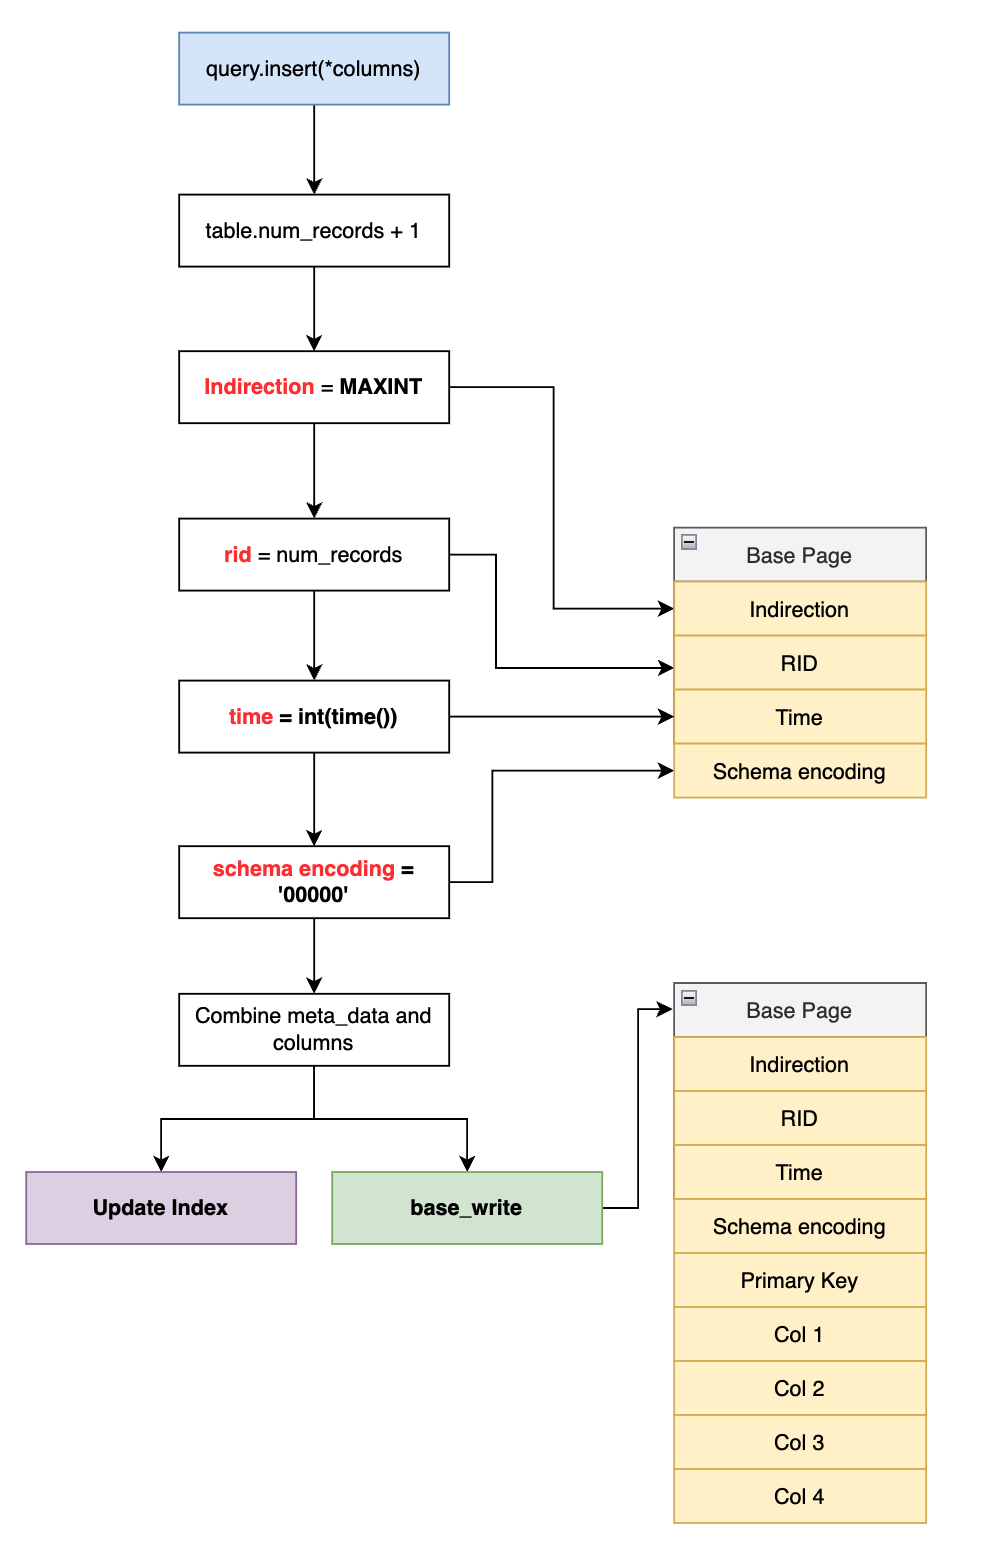 query.insert(*columns)
table.num_records + 1
Indirection = MAXINT
rid = num_records
time = int(time())
schema encoding =
'00000'
Combine meta_data and
columns
Update Index
base_write
Base Page
Indirection
RID
Time
Schema encoding
Base Page
Indirection
RID
Time
Schema encoding
Primary Key
Col 1
Col 2
Col 3
Col 4